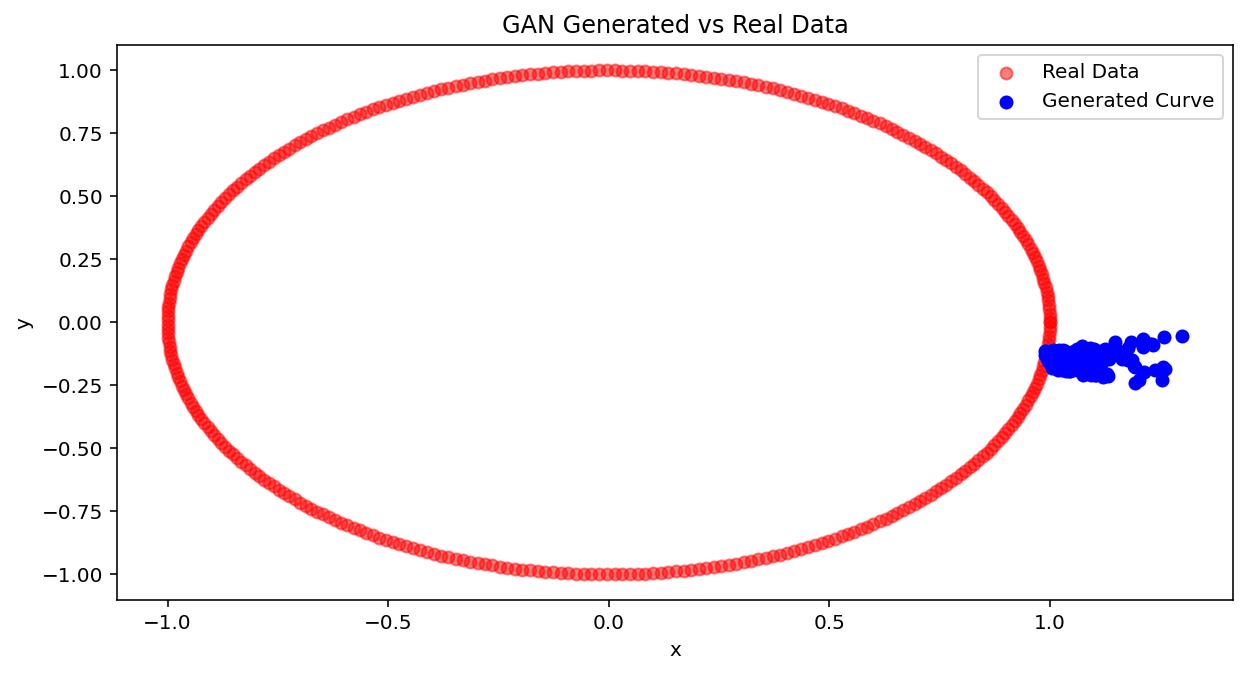 GAN Generated vs Real Data
Real Data
Generated Curve
1.00
0.75
0.50
0.25
0.00
−0.25
−0.50
−0.75
−1.00
y
−1.0 −0.5 0.0 0.5 1.0
x